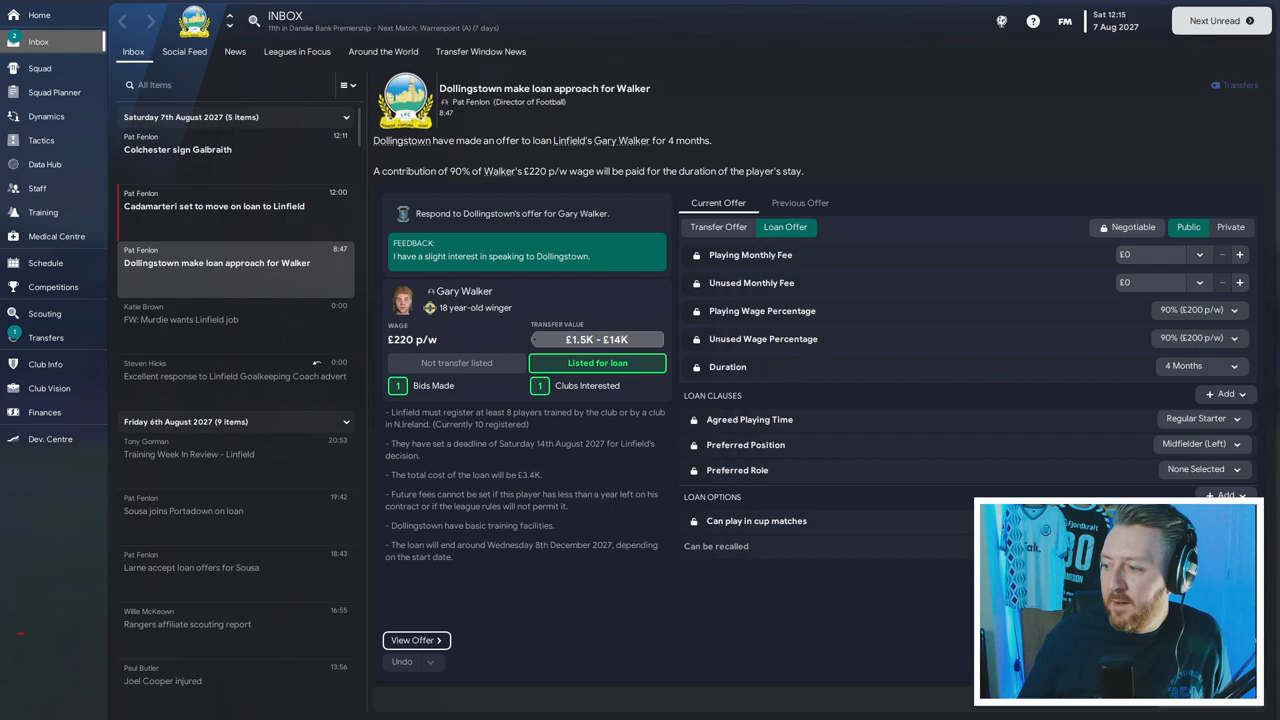 Home
2
Inbox
Squad
Squad Planner
Dynamics
Tactics
Data Hub
Staff
Training
Medical Centre
Schedule
Competitions
Scouting
1
Transfers
Club Info
Club Vision
Finances
Dev. Centre
INBOX
11th in Danske Bank Premiership - Next Match: Warrenpoint (A) (7 days)
FM
Sat 12:15
7 Aug 2027
Next Unread
Inbox
Social Feed
News
Leagues in Focus
Around the World
Transfer Window News
All Items
Saturday 7th August 2027 (5 items)
Pat Fenlon
12:11
Colchester sign Galbraith
Pat Fenlon
12:00
Cadamarteri set to move on loan to Linfield
Pat Fenlon
8:47
Dollingstown make loan approach for Walker
Katie Brown
0:00
FW: Murdie wants Linfield job
Steven Hicks
0:00
Excellent response to Linfield Goalkeeping Coach advert
Friday 6th August 2027 (9 items)
Tony Gorman
20:53
Training Week In Review - Linfield
Pat Fenlon
19:42
Sousa joins Portadown on loan
Pat Fenlon
18:43
Larne accept loan offers for Sousa
Willie McKeown
16:55
Rangers affiliate scouting report
Paul Butler
13:56
Joel Cooper injured
Dollingstown make loan approach for Walker
Pat Fenlon (Director of Football)
8:47
Transfers
Dollingstown have made an offer to loan Linfield's Gary Walker for 4 months.
A contribution of 90% of Walker's £220 p/w wage will be paid for the duration of the player's stay.
Respond to Dollingstown's offer for Gary Walker.
FEEDBACK:
I have a slight interest in speaking to Dollingstown.
Gary Walker
18 year-old winger
WAGE
TRANSFER VALUE
£220 p/w
£1.5K - £14K
Not transfer listed
Listed for loan
1
Bids Made
1
Clubs Interested
- Linfield must register at least 8 players trained by the club or by a club
in N.Ireland. (Currently 10 registered)
- They have set a deadline of Saturday 14th August 2027 for Linfield's
decision.
- The total cost of the loan will be £3.4K.
- Future fees cannot be set if this player has less than a year left on his
contract or if the league rules will not permit it.
- Dollingstown have basic training facilities.
- The loan will end around Wednesday 8th December 2027, depending
on the start date.
View Offer
Undo
Current Offer
Previous Offer
Transfer Offer
Loan Offer
Negotiable
Public
Private
Playing Monthly Fee
£0
Unused Monthly Fee
£0
Playing Wage Percentage
90% (£200 p/w)
Unused Wage Percentage
90% (£200 p/w)
Duration
4 Months
LOAN CLAUSES
Add
Agreed Playing Time
Regular Starter
Preferred Position
Midfielder (Left)
Preferred Role
None Selected
LOAN OPTIONS
Add
Can play in cup matches
Can be recalled
Fjordkraft